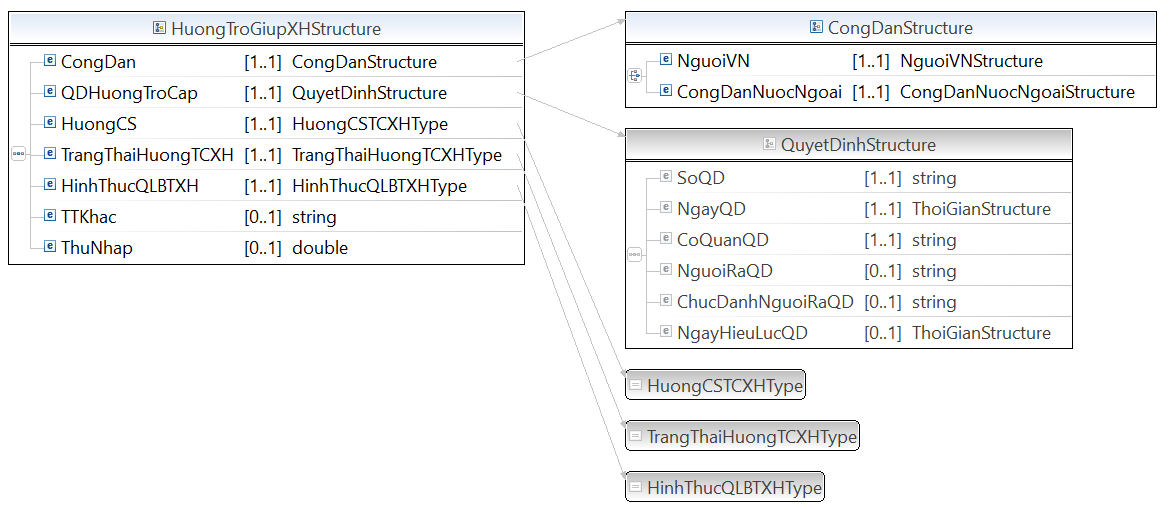 HuongTroGiupXHStructure
CongDan [1..1] CongDanStructure
QDHuongTroCap [1..1] QuyetDinhStructure
HuongCS [1..1] HuongCSTCXHType
TrangThaiHuongTCXH [1..1] TrangThaiHuongTCXHType
HinhThucQLBTXH [1..1] HinhThucQLBTXHType
TTKhac [0..1] string
ThuNhap [0..1] double
CongDanStructure
NguoiVN [1..1] NguoiVNStructure
CongDanNuocNgoai [1..1] CongDanNuocNgoaiStructure
QuyetDinhStructure
SoQD [1..1] string
NgayQD [1..1] ThoiGianStructure
CoQuanQD [1..1] string
NguoiRaQD [0..1] string
ChucDanhNguoiRaQD [0..1] string
NgayHieuLucQD [0..1] ThoiGianStructure
HuongCSTCXHType
TrangThaiHuongTCXHType
HinhThucQLBTXHType